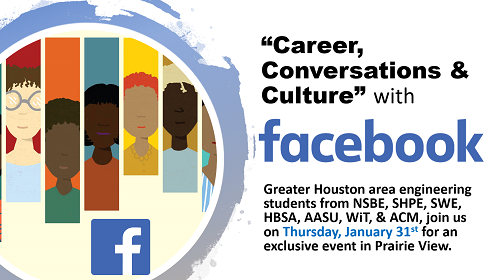 “Career,
Conversations &
Culture” with
facebook
Greater Houston area engineering
students from NSBE, SHPE, SWE,
HBSA, AASU, WiT, & ACM, join us
on Thursday, January 31st for an
exclusive event in Prairie View.
f